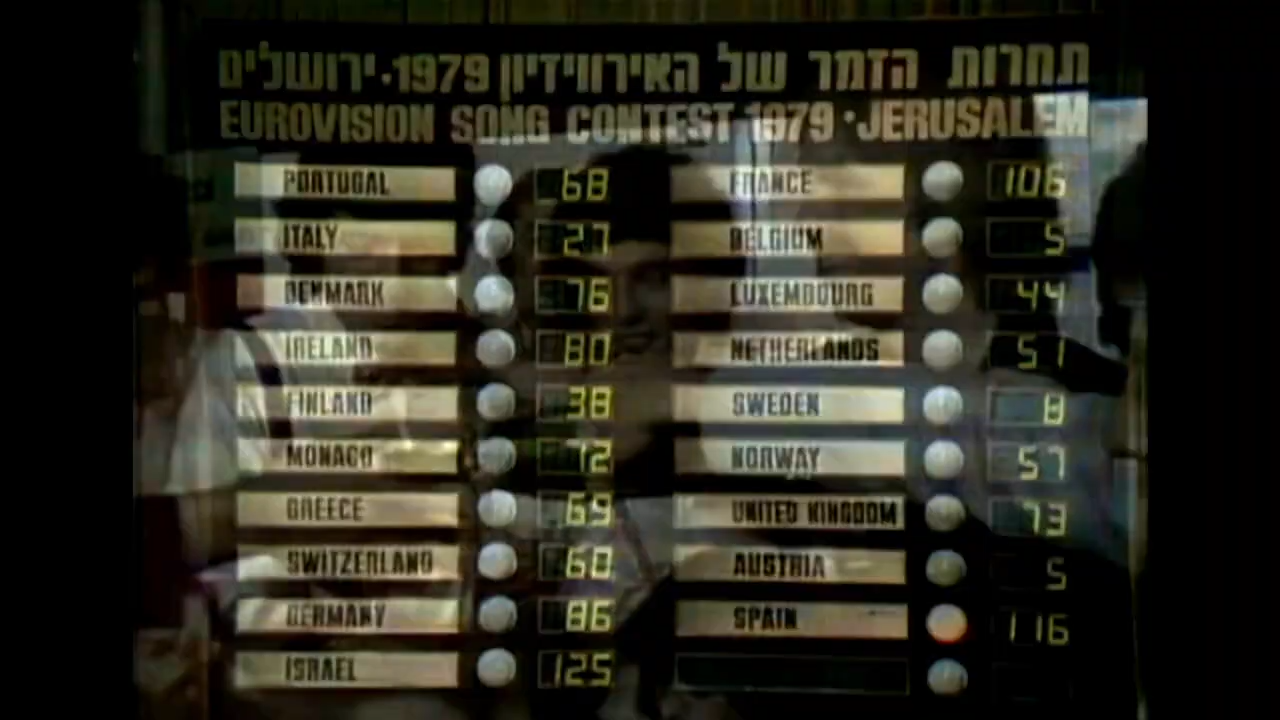 תחרות הזמר של האירוויזיון 1979 · ירושלים
EUROVISION SONG CONTEST 1979 · JERUSALEM
PORTUGAL 68 FRANCE 106
ITALY 27 BELGIUM 5
DENMARK 76 LUXEMBOURG 44
IRELAND 80 NETHERLANDS 51
FINLAND 38 SWEDEN 8
MONACO 12 NORWAY 57
GREECE 69 UNITED KINGDOM 73
SWITZERLAND 60 AUSTRIA 5
GERMANY 86 SPAIN 116
ISRAEL 125